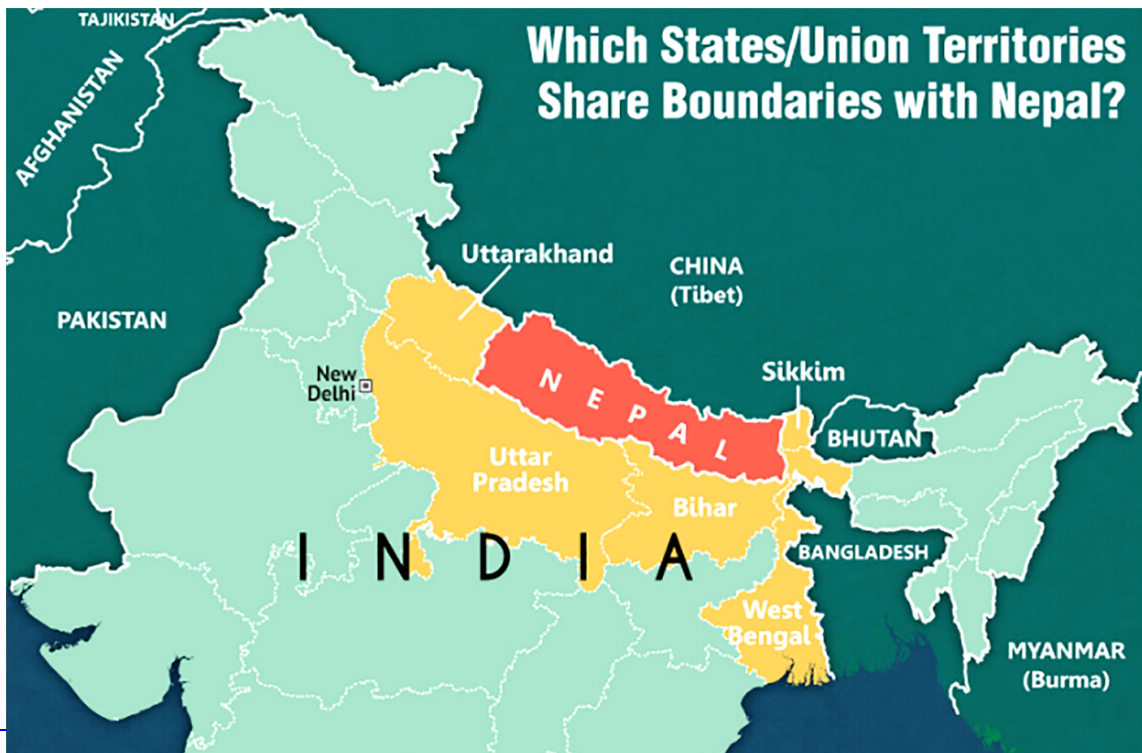 Which States/Union Territories
Share Boundaries with Nepal?
TAJIKISTAN
AFGHANISTAN
PAKISTAN
Uttarakhand
CHINA
(Tibet)
New
Delhi
NEPAL
Sikkim
BHUTAN
Uttar
Pradesh
Bihar
INDIA
BANGLADESH
West
Bengal
MYANMAR
(Burma)